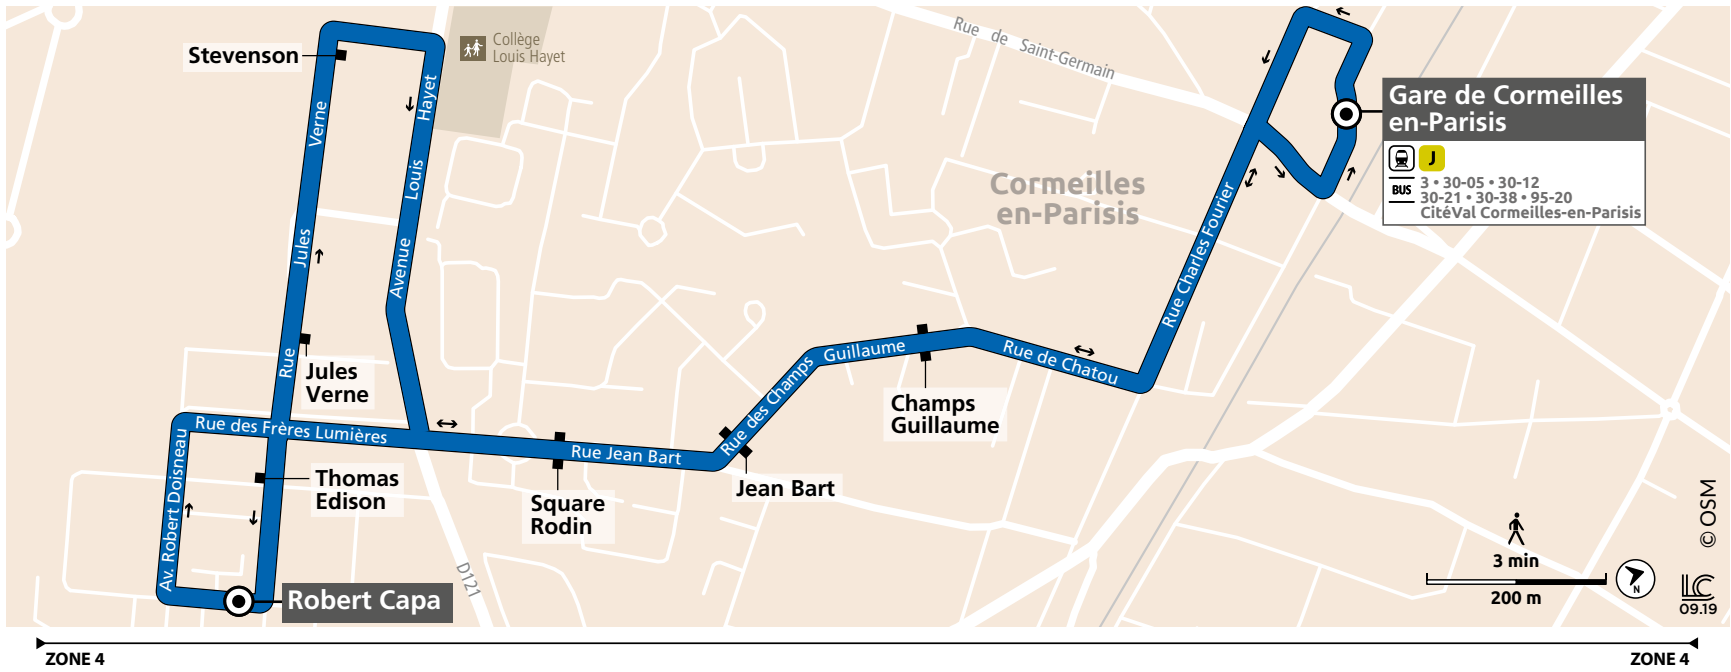 Stevenson
Collège
Louis Hayet
Rue de Saint-Germain
Gare de Cormeilles
en-Parisis
J
BUS
3 • 30-05 • 30-12
30-21 • 30-38 • 95-20
CitéVal Cormeilles-en-Parisis
Cormeilles
en-Parisis
Rue Jules Verne
Avenue Louis Hayet
Rue Charles Fourier
Jules
Verne
Rue des Champs Guillaume
Rue de Chatou
Champs
Guillaume
Rue des Frères Lumières
Rue Jean Bart
Av. Robert Doisneau
Thomas
Edison
Square
Rodin
Jean Bart
D121
Robert Capa
3 min
200 m
N
© OSM
LC
09.19
ZONE 4
ZONE 4